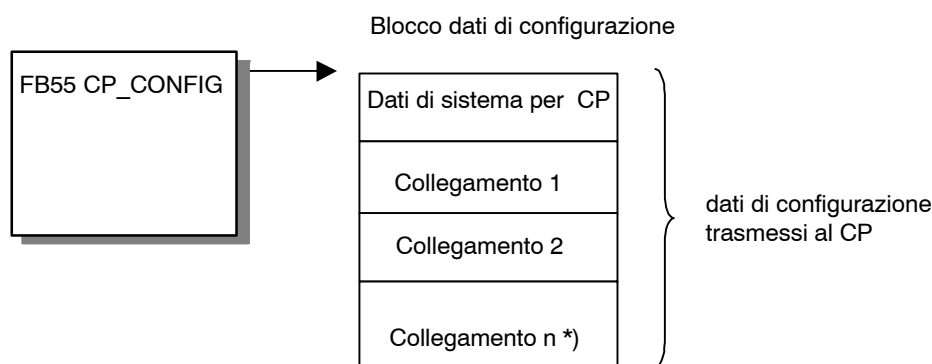 Blocco dati di configurazione
FB55 CP_CONFIG
Dati di sistema per CP
Collegamento 1
Collegamento 2
Collegamento n *)
dati di configurazione
trasmessi al CP